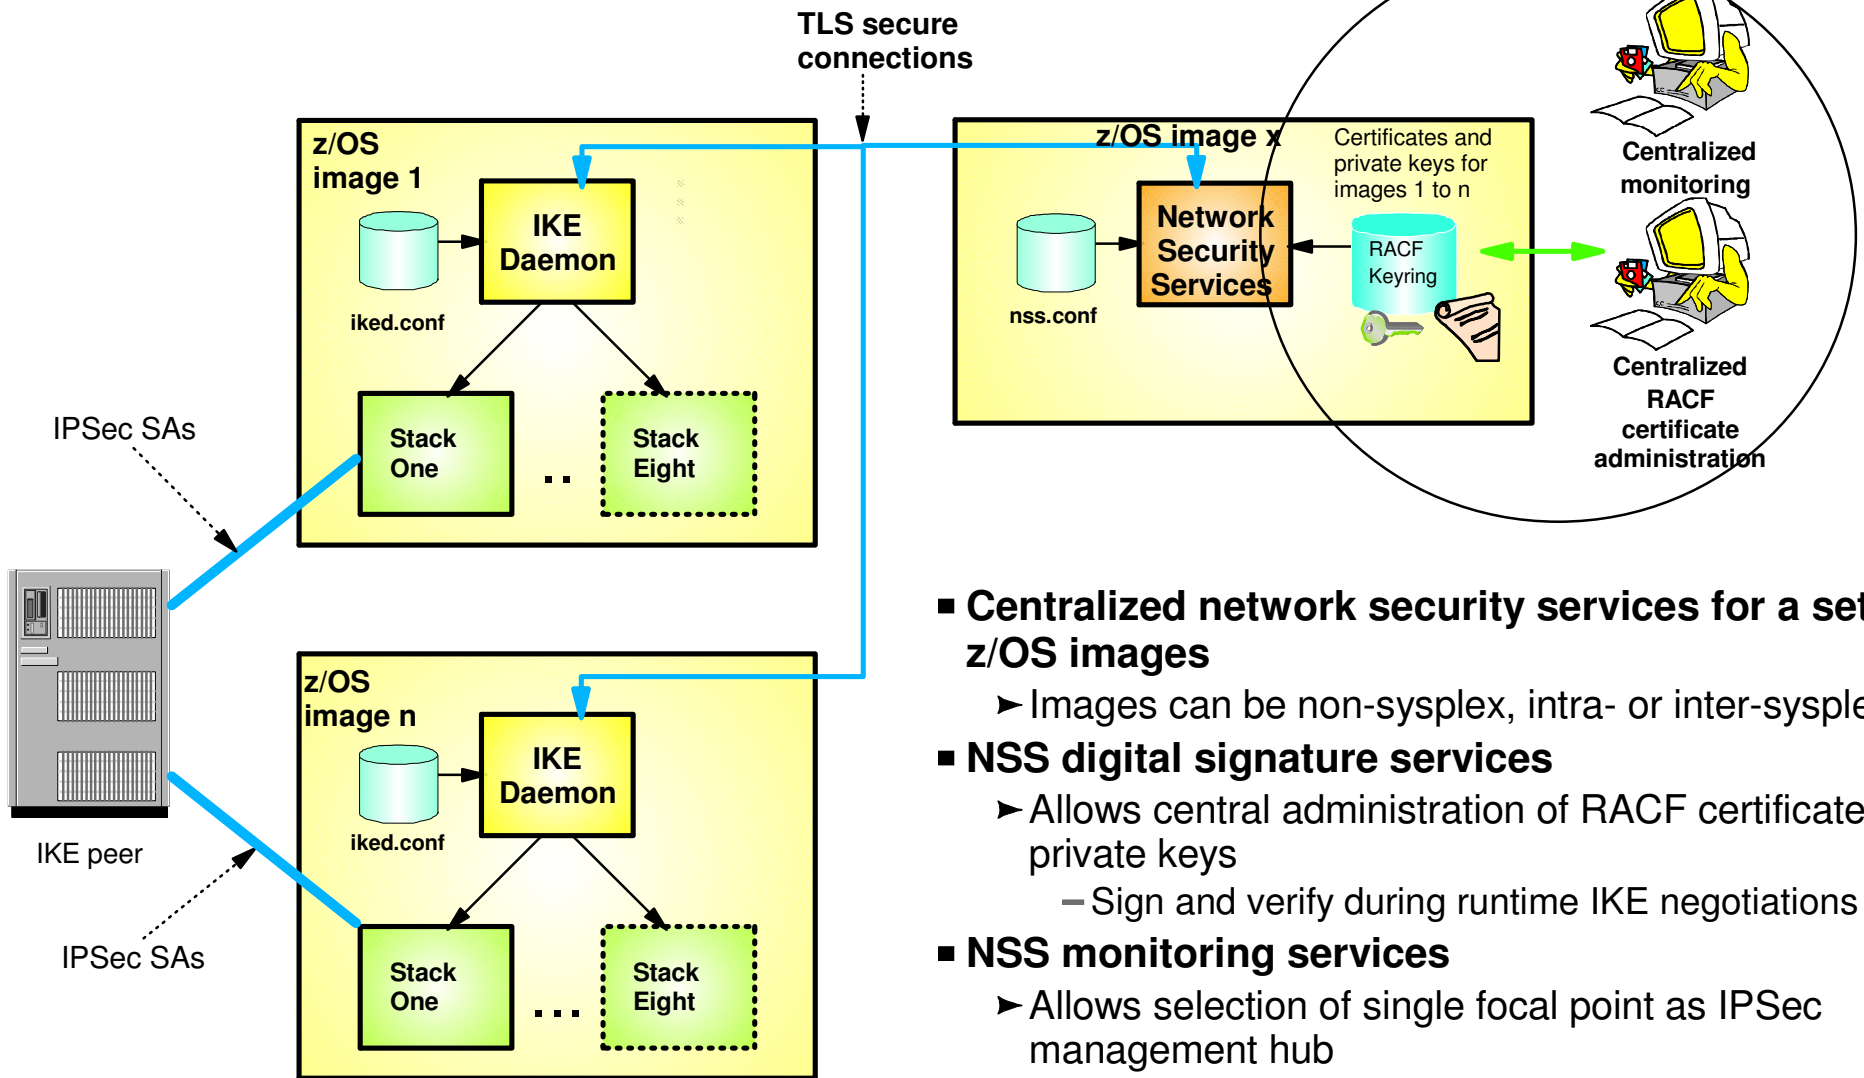 TLS secure
connections
z/OS
image 1
IKE
Daemon
iked.conf
Stack
One
..
Stack
Eight
IPSec SAs
IKE peer
IPSec SAs
z/OS
image n
IKE
Daemon
iked.conf
Stack
One
...
Stack
Eight
z/OS image x
Certificates and
private keys for
images 1 to n
Network
Security
Services
nss.conf
RACF
Keyring
Centralized
monitoring
Centralized
RACF
certificate
administration
Centralized network security services for a set
z/OS images
Images can be non-sysplex, intra- or inter-sysple
NSS digital signature services
Allows central administration of RACF certificate
private keys
Sign and verify during runtime IKE negotiations
NSS monitoring services
Allows selection of single focal point as IPSec
management hub